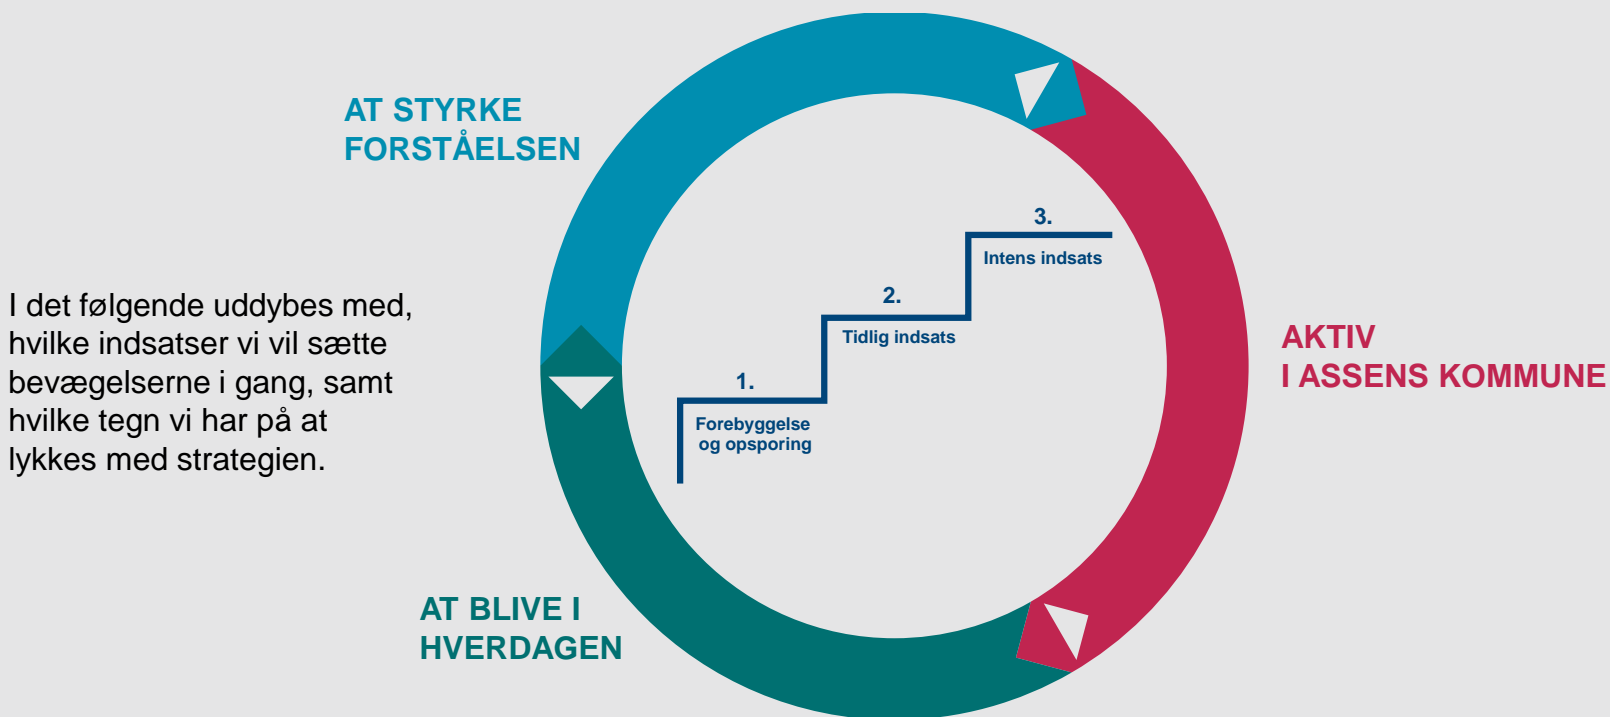 AT STYRKE
FORSTÅELSEN
I det følgende uddybes med,
hvilke indsatser vi vil sætte
bevægelserne i gang, samt
hvilke tegn vi har på at
lykkes med strategien.
3.
Intens indsats
2.
Tidlig indsats
1.
Forebyggelse
og opsporing
AKTIV
I ASSENS KOMMUNE
AT BLIVE I
HVERDAGEN